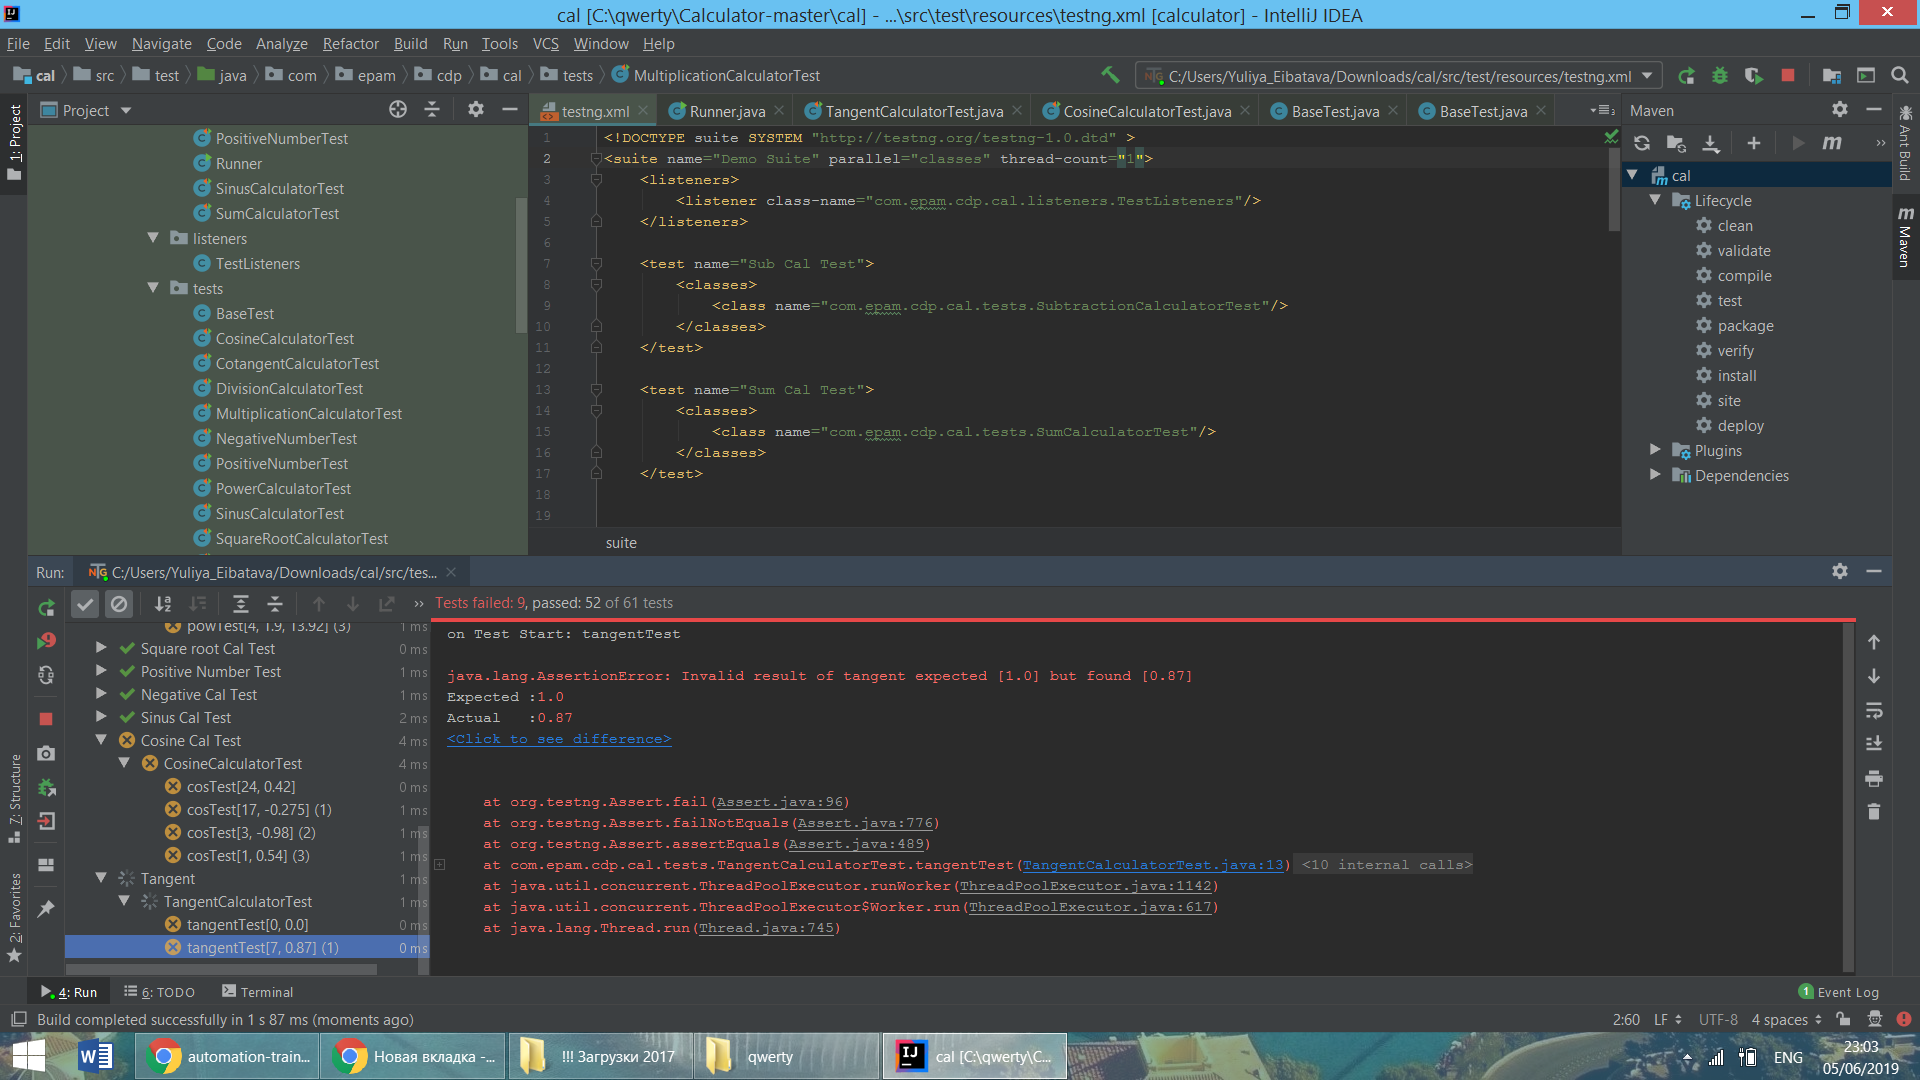 cal [C:\qwerty\Calculator-master\cal] - ...\src\test\resources\testng.xml [calculator] - IntelliJ IDEA
File Edit View Navigate Code Analyze Refactor Build Run Tools VCS Window Help
cal src test java com epam cdp cal tests MultiplicationCalculatorTest
C:/Users/Yuliya_Eibatava/Downloads/cal/src/test/resources/testng.xml
1: Project
Project
PositiveNumberTest
Runner
SinusCalculatorTest
SumCalculatorTest
listeners
TestListeners
tests
BaseTest
CosineCalculatorTest
CotangentCalculatorTest
DivisionCalculatorTest
MultiplicationCalculatorTest
NegativeNumberTest
PositiveNumberTest
PowerCalculatorTest
SinusCalculatorTest
SquareRootCalculatorTest
testng.xml Runner.java TangentCalculatorTest.java CosineCalculatorTest.java BaseTest.java BaseTest.java
1 <!DOCTYPE suite SYSTEM "http://testng.org/testng-1.0.dtd" >
2 <suite name="Demo Suite" parallel="classes" thread-count="1">
3 <listeners>
4 <listener class-name="com.epam.cdp.cal.listeners.TestListeners"/>
5 </listeners>
6
7 <test name="Sub Cal Test">
8 <classes>
9 <class name="com.epam.cdp.cal.tests.SubtractionCalculatorTest"/>
10 </classes>
11 </test>
12
13 <test name="Sum Cal Test">
14 <classes>
15 <class name="com.epam.cdp.cal.tests.SumCalculatorTest"/>
16 </classes>
17 </test>
18
19
suite
Maven
cal
Lifecycle
clean
validate
compile
test
package
verify
install
site
deploy
Plugins
Dependencies
Ant Build
Maven
Run: C:/Users/Yuliya_Eibatava/Downloads/cal/src/tes...
Tests failed: 9, passed: 52 of 61 tests
powTest[4, 1.9, 13.92] (3) 1 ms
Square root Cal Test 0 ms
Positive Number Test 1 ms
Negative Cal Test 1 ms
Sinus Cal Test 2 ms
Cosine Cal Test 4 ms
CosineCalculatorTest 4 ms
cosTest[24, 0.42] 0 ms
cosTest[17, -0.275] (1) 1 ms
cosTest[3, -0.98] (2) 1 ms
cosTest[1, 0.54] (3) 1 ms
Tangent 1 ms
TangentCalculatorTest 1 ms
tangentTest[0, 0.0] 0 ms
tangentTest[7, 0.87] (1) 0 ms
on Test Start: tangentTest
java.lang.AssertionError: Invalid result of tangent expected [1.0] but found [0.87]
Expected :1.0
Actual :0.87
<Click to see difference>
at org.testng.Assert.fail(Assert.java:96)
at org.testng.Assert.failNotEquals(Assert.java:776)
at org.testng.Assert.assertEquals(Assert.java:489)
at com.epam.cdp.cal.tests.TangentCalculatorTest.tangentTest(TangentCalculatorTest.java:13) <10 internal calls>
at java.util.concurrent.ThreadPoolExecutor.runWorker(ThreadPoolExecutor.java:1142)
at java.util.concurrent.ThreadPoolExecutor$Worker.run(ThreadPoolExecutor.java:617)
at java.lang.Thread.run(Thread.java:745)
7: Structure
2: Favorites
4: Run 6: TODO Terminal
1 Event Log
Build completed successfully in 1 s 87 ms (moments ago)
2:60 LF UTF-8 4 spaces
automation-train... Новая вкладка -... !!! Загрузки 2017 qwerty cal [C:\qwerty\C...
ENG
23:03
05/06/2019